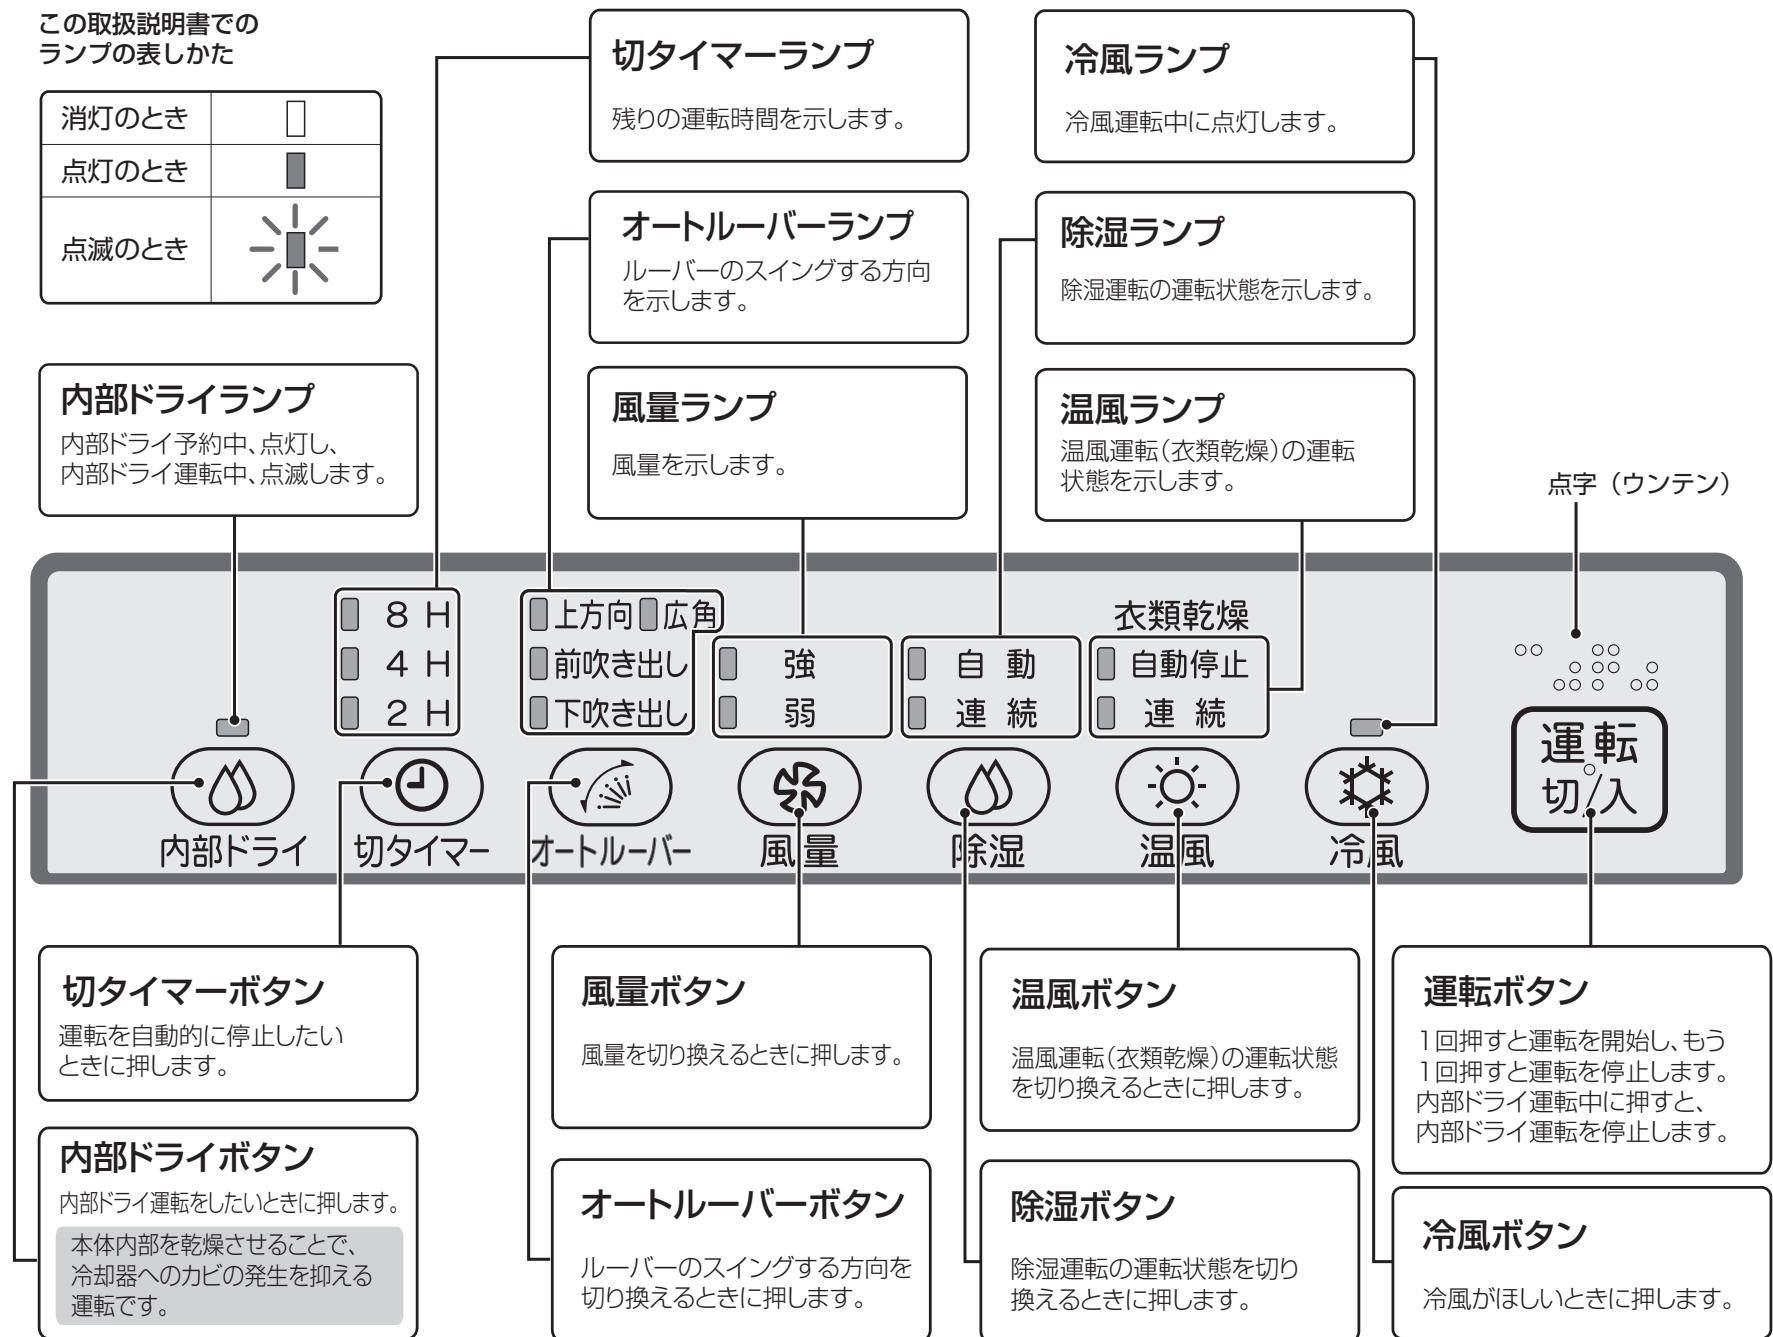 この取扱説明書での
ランプの表しかた
消灯のとき
点灯のとき
点滅のとき
切タイマーランプ
残りの運転時間を示します。
冷風ランプ
冷風運転中に点灯します。
オートルーバーランプ
ルーバーのスイングする方向
を示します。
除湿ランプ
除湿運転の運転状態を示します。
内部ドライランプ
内部ドライ予約中、点灯し、
内部ドライ運転中、点滅します。
風量ランプ
風量を示します。
温風ランプ
温風運転（衣類乾燥）の運転
状態を示します。
点字（ウンテン）
8 H
4 H
2 H
上方向 広角
前吹き出し
下吹き出し
強
弱
自動
連続
衣類乾燥
自動停止
連続
運転
切/入
内部ドライ
切タイマー
オートルーバー
風量
除湿
温風
冷風
切タイマーボタン
運転を自動的に停止したい
ときに押します。
風量ボタン
風量を切り換えるときに押します。
温風ボタン
温風運転（衣類乾燥）の運転状態
を切り換えるときに押します。
運転ボタン
1回押すと運転を開始し、もう
1回押すと運転を停止します。
内部ドライ運転中に押すと、
内部ドライ運転を停止します。
内部ドライボタン
内部ドライ運転をしたいときに押します。
本体内部を乾燥させることで、
冷却器へのカビの発生を抑える
運転です。
オートルーバーボタン
ルーバーのスイングする方向を
切り換えるときに押します。
除湿ボタン
除湿運転の運転状態を切り
換えるときに押します。
冷風ボタン
冷風がほしいときに押します。